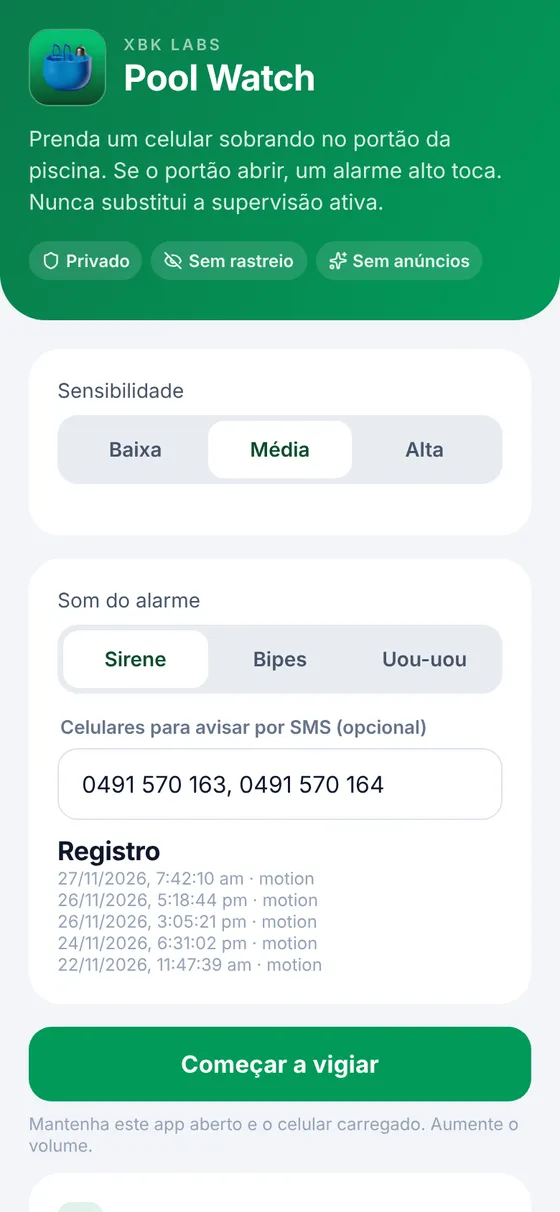 XBK LABS
Pool Watch
Prenda um celular sobrando no portão da
piscina. Se o portão abrir, um alarme alto toca.
Nunca substitui a supervisão ativa.
Privado
Sem rastreio
Sem anúncios
Sensibilidade
Baixa
Média
Alta
Som do alarme
Sirene
Bipes
Uou-uou
Celulares para avisar por SMS (opcional)
0491 570 163, 0491 570 164
Registro
27/11/2026, 7:42:10 am · motion
26/11/2026, 5:18:44 pm · motion
26/11/2026, 3:05:21 pm · motion
24/11/2026, 6:31:02 pm · motion
22/11/2026, 11:47:39 am · motion
Começar a vigiar
Mantenha este app aberto e o celular carregado. Aumente o
volume.